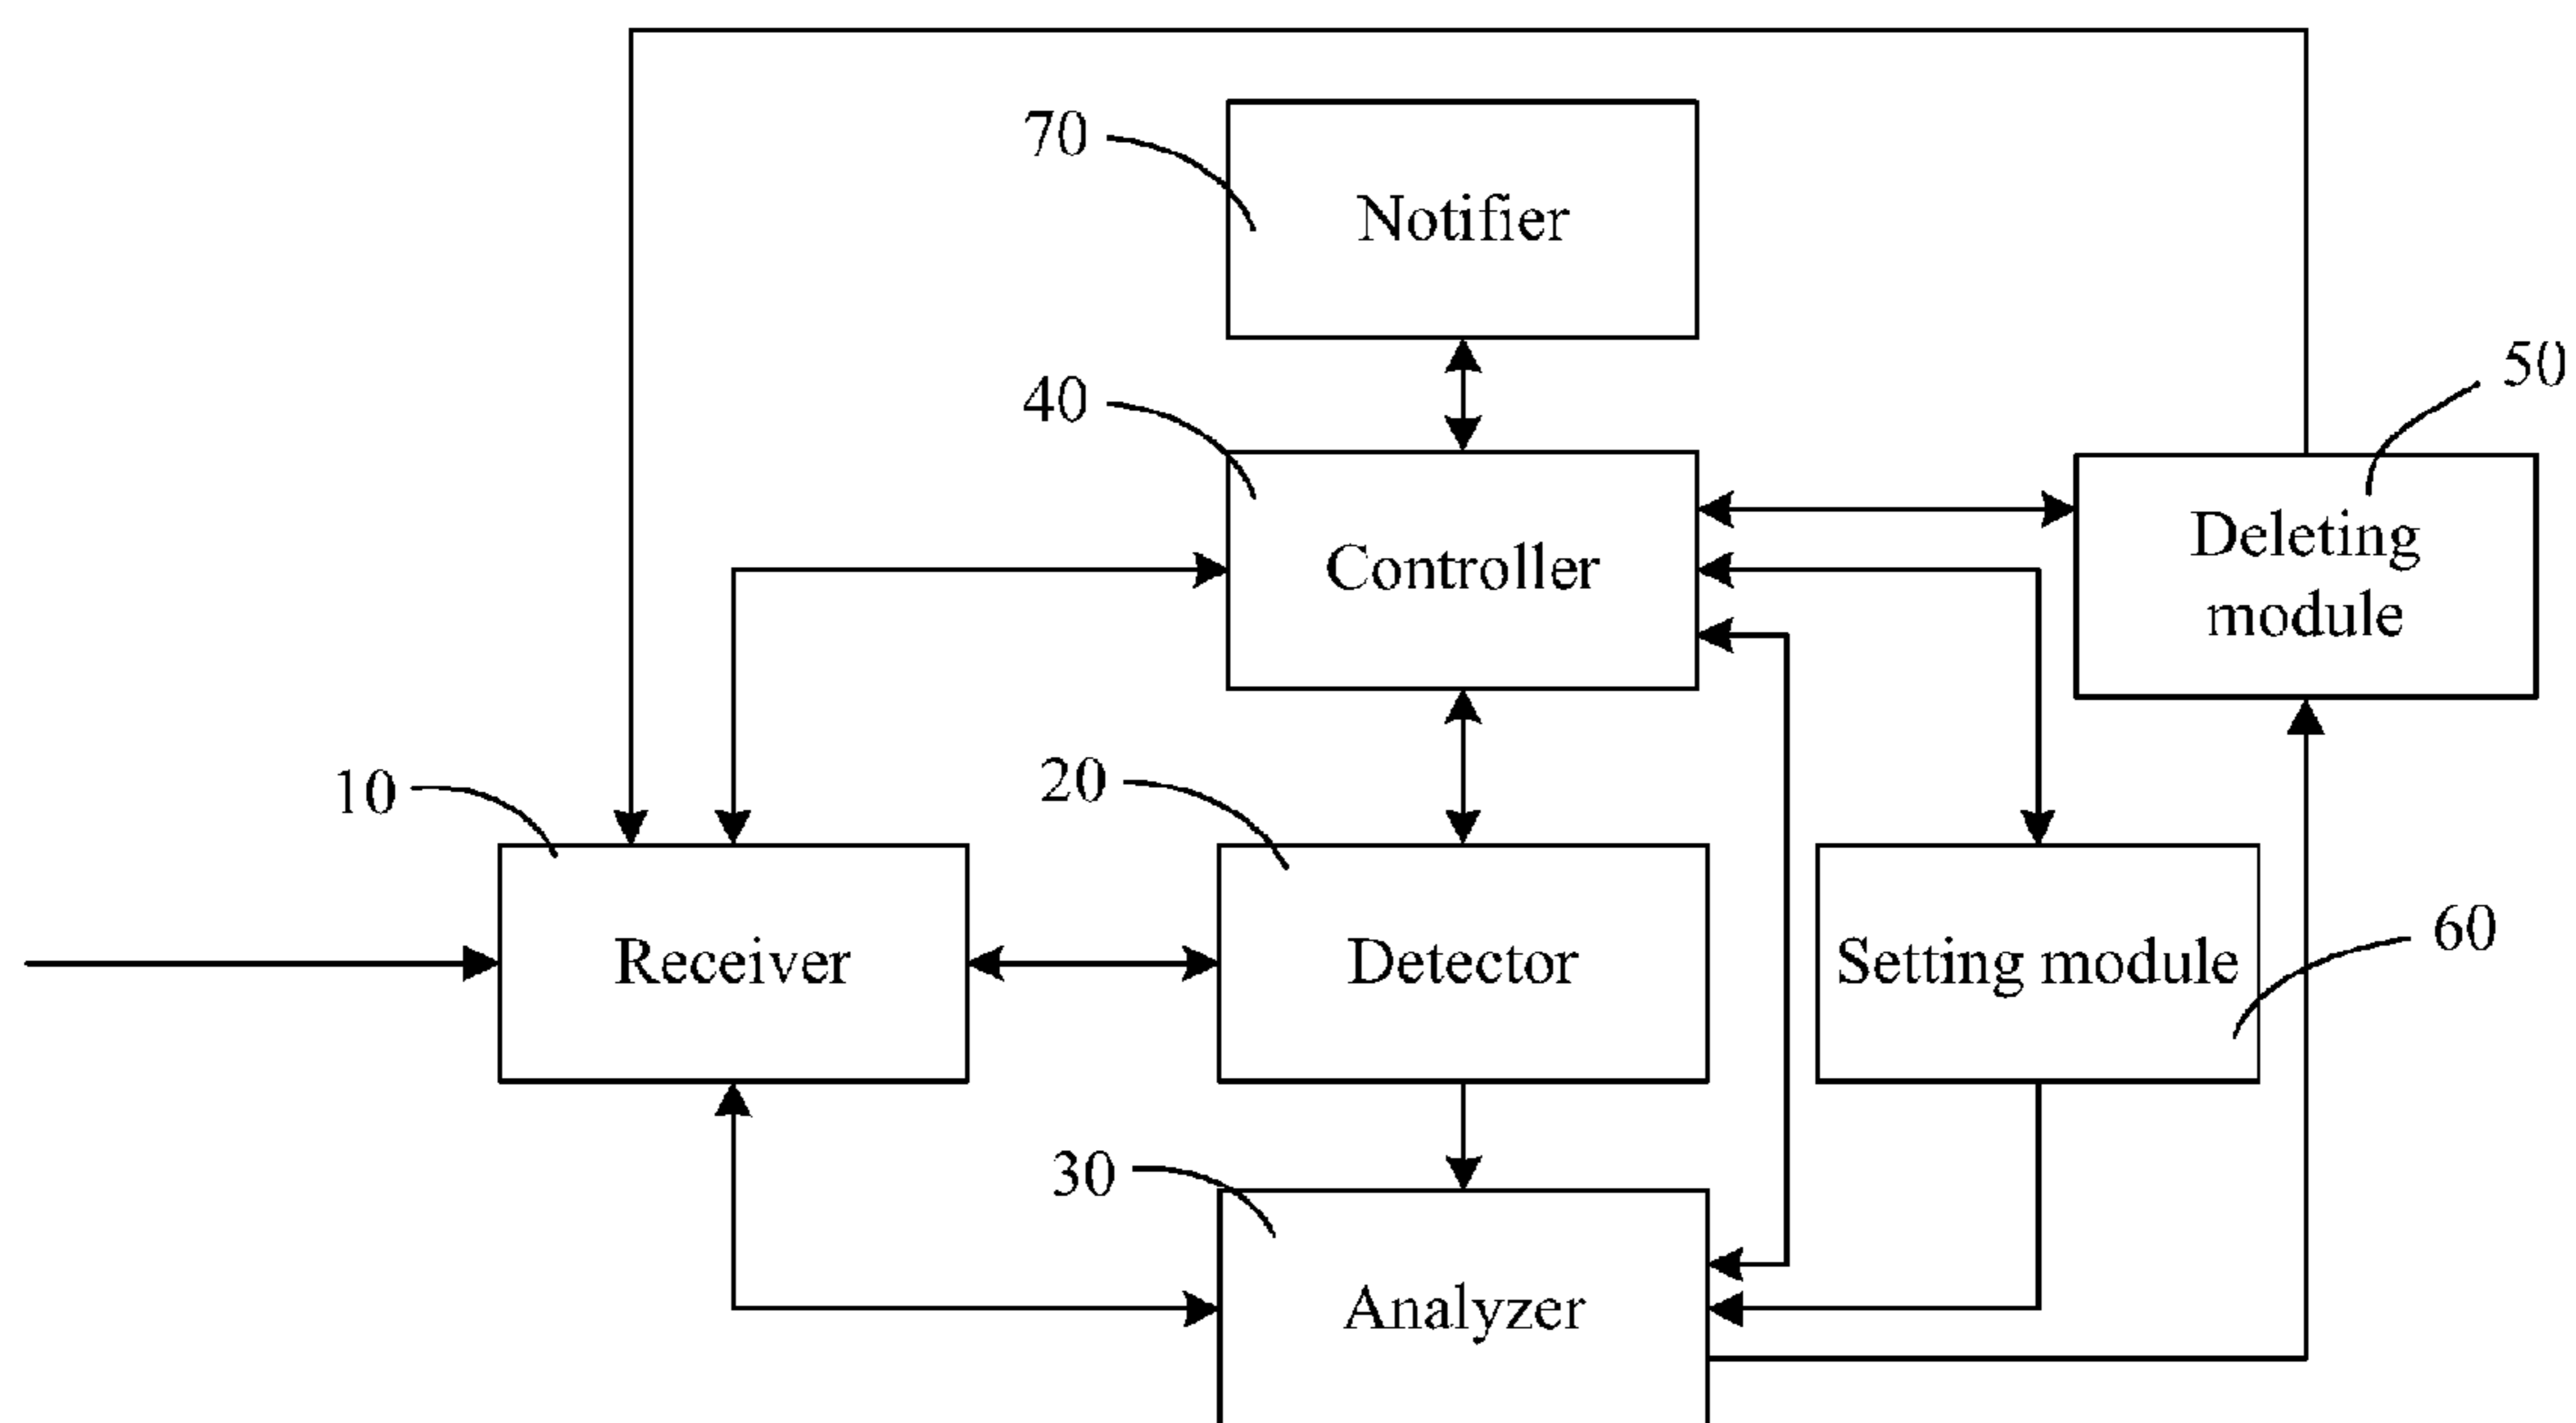 70
Notifier
50
40
Deleting
module
Controller
10
20
60
Receiver
Detector
Setting module
30
Analyzer